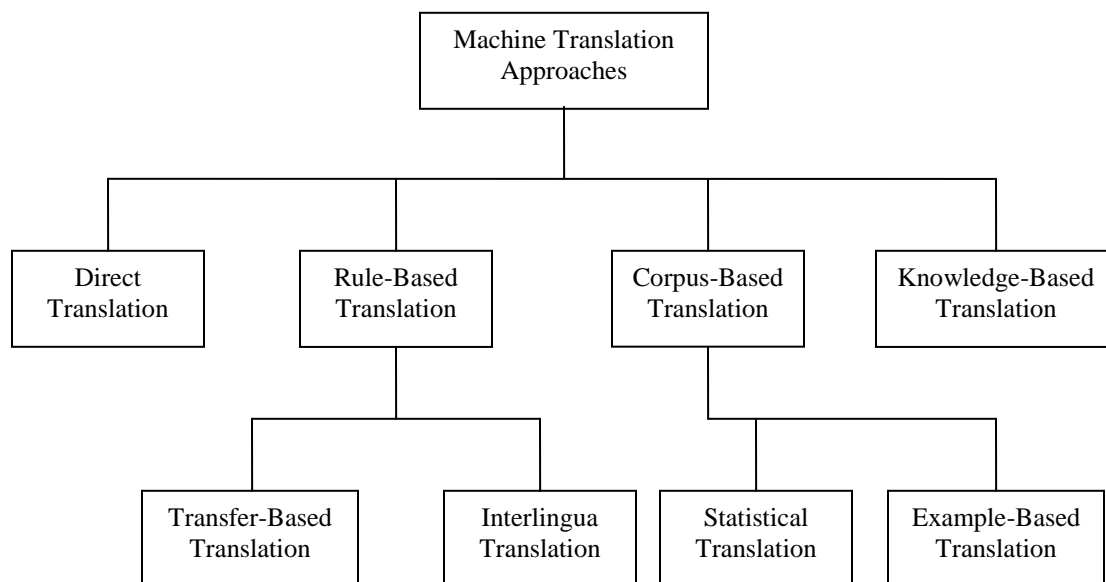 Machine Translation
Approaches
Direct
Translation
Rule-Based
Translation
Corpus-Based
Translation
Knowledge-Based
Translation
Transfer-Based
Translation
Interlingua
Translation
Statistical
Translation
Example-Based
Translation